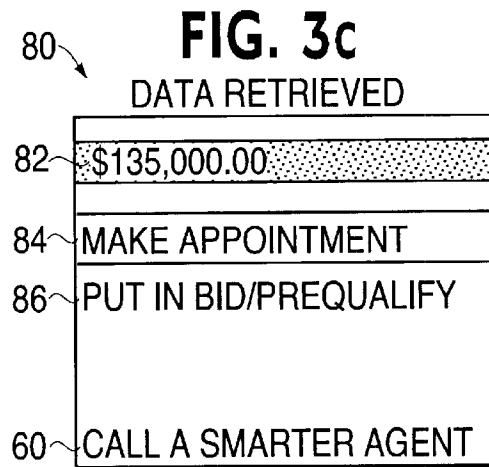 FIG. 3c
80
DATA RETRIEVED
82 $135,000.00
84 MAKE APPOINTMENT
86 PUT IN BID/PREQUALIFY
60 CALL A SMARTER AGENT